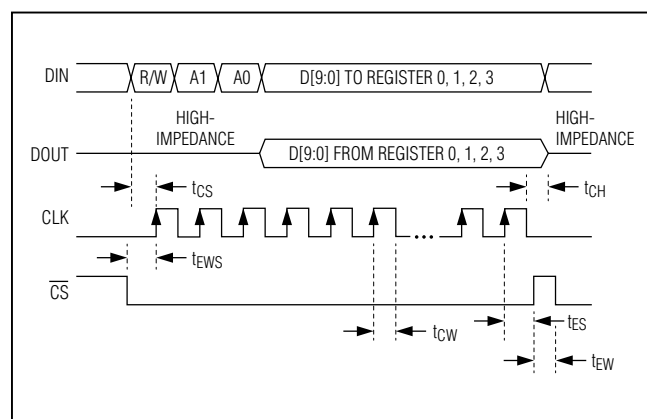 DIN R/W A1 A0 D[9:0] TO REGISTER 0, 1, 2, 3
HIGH-
IMPEDANCE
HIGH-
IMPEDANCE
DOUT D[9:0] FROM REGISTER 0, 1, 2, 3
tCS
tCH
CLK
tEWS
CS
tCW
tES
tEW